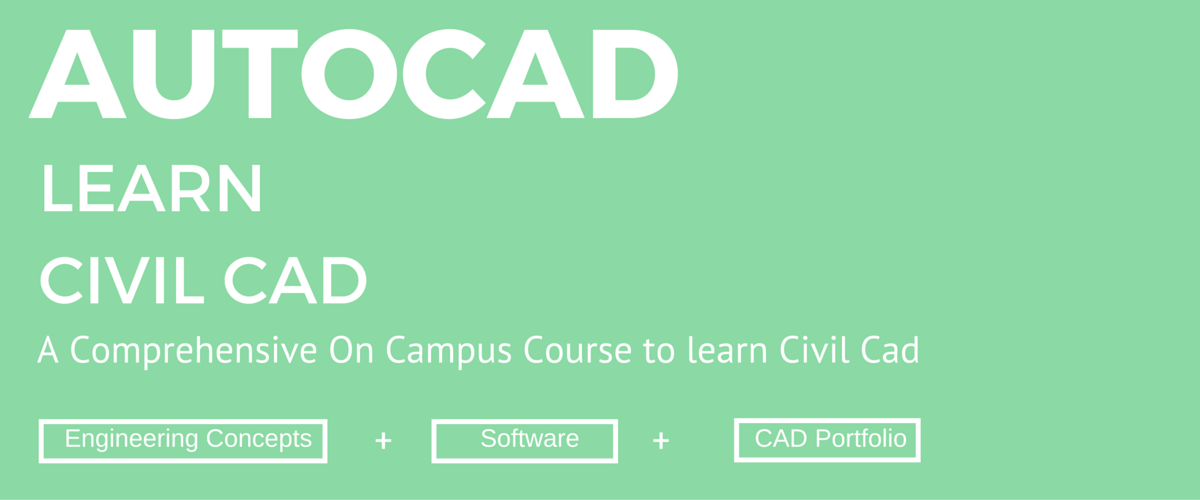 AUTOCAD
LEARN
CIVIL CAD
A Comprehensive On Campus Course to learn Civil Cad
Engineering Concepts + Software + CAD Portfolio